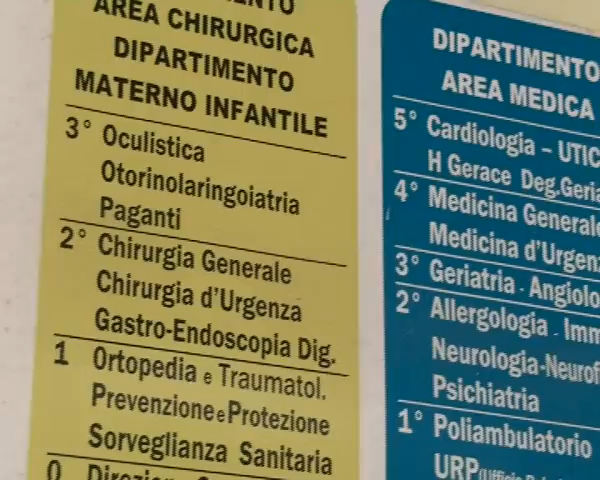 AREA CHIRURGICA
DIPARTIMENTO
MATERNO INFANTILE
3° Oculistica
Otorinolaringoiatria
Paganti
2° Chirurgia Generale
Chirurgia d'Urgenza
Gastro-Endoscopia Dig.
1 Ortopedia e Traumatol.
Prevenzione e Protezione
Sorveglianza Sanitaria
0
DIPARTIMENTO
AREA MEDICA
5° Cardiologia – UTIC
H Gerace Deg.
4° Medicina Generale
Medicina d'Urgenz
3° Geriatria - Angiolo
2° Allergologia - Imm
Neurologia-Neurof
Psichiatria
1° Poliambulatorio
URP